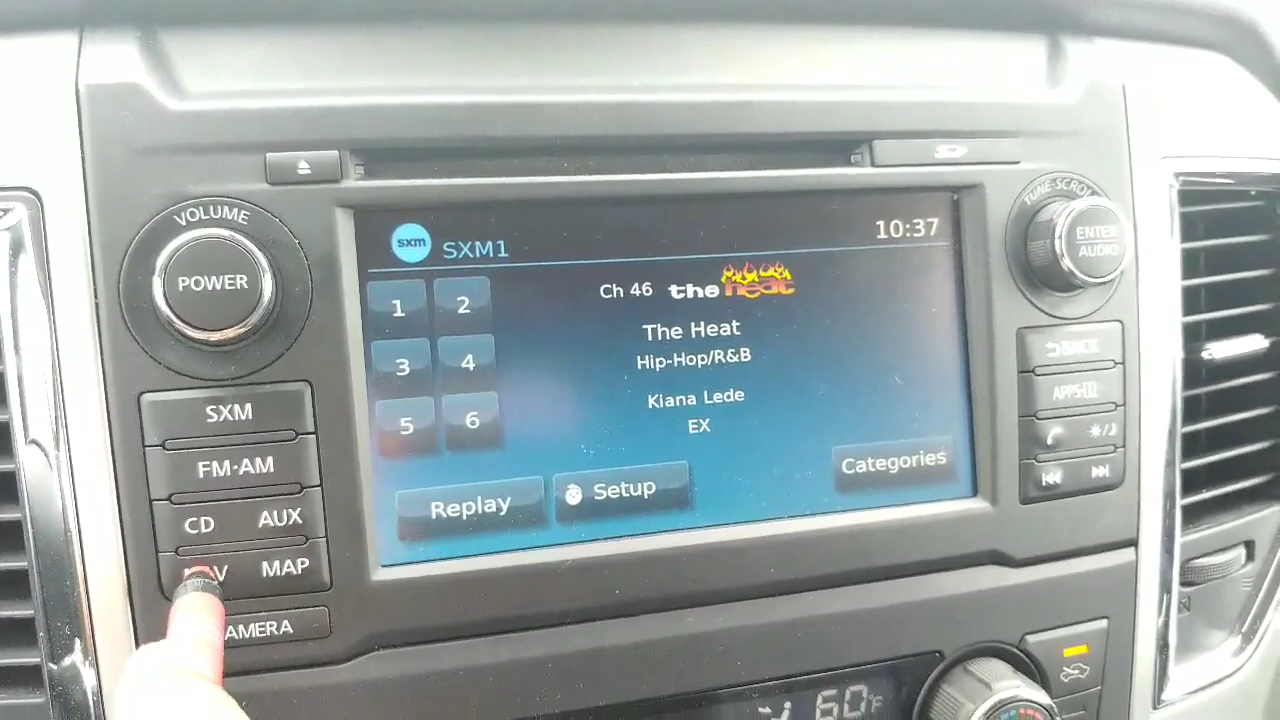 VOLUME
POWER
SXM
FM·AM
CD AUX
NAV MAP
AMERA
sxm SXM1
10:37
1 2
3 4
5 6
Ch 46 the heat
The Heat
Hip-Hop/R&B
Kiana Lede
EX
Replay
Setup
Categories
TUNE-SCROLL
ENTER
AUDIO
BACK
APPS
60°F